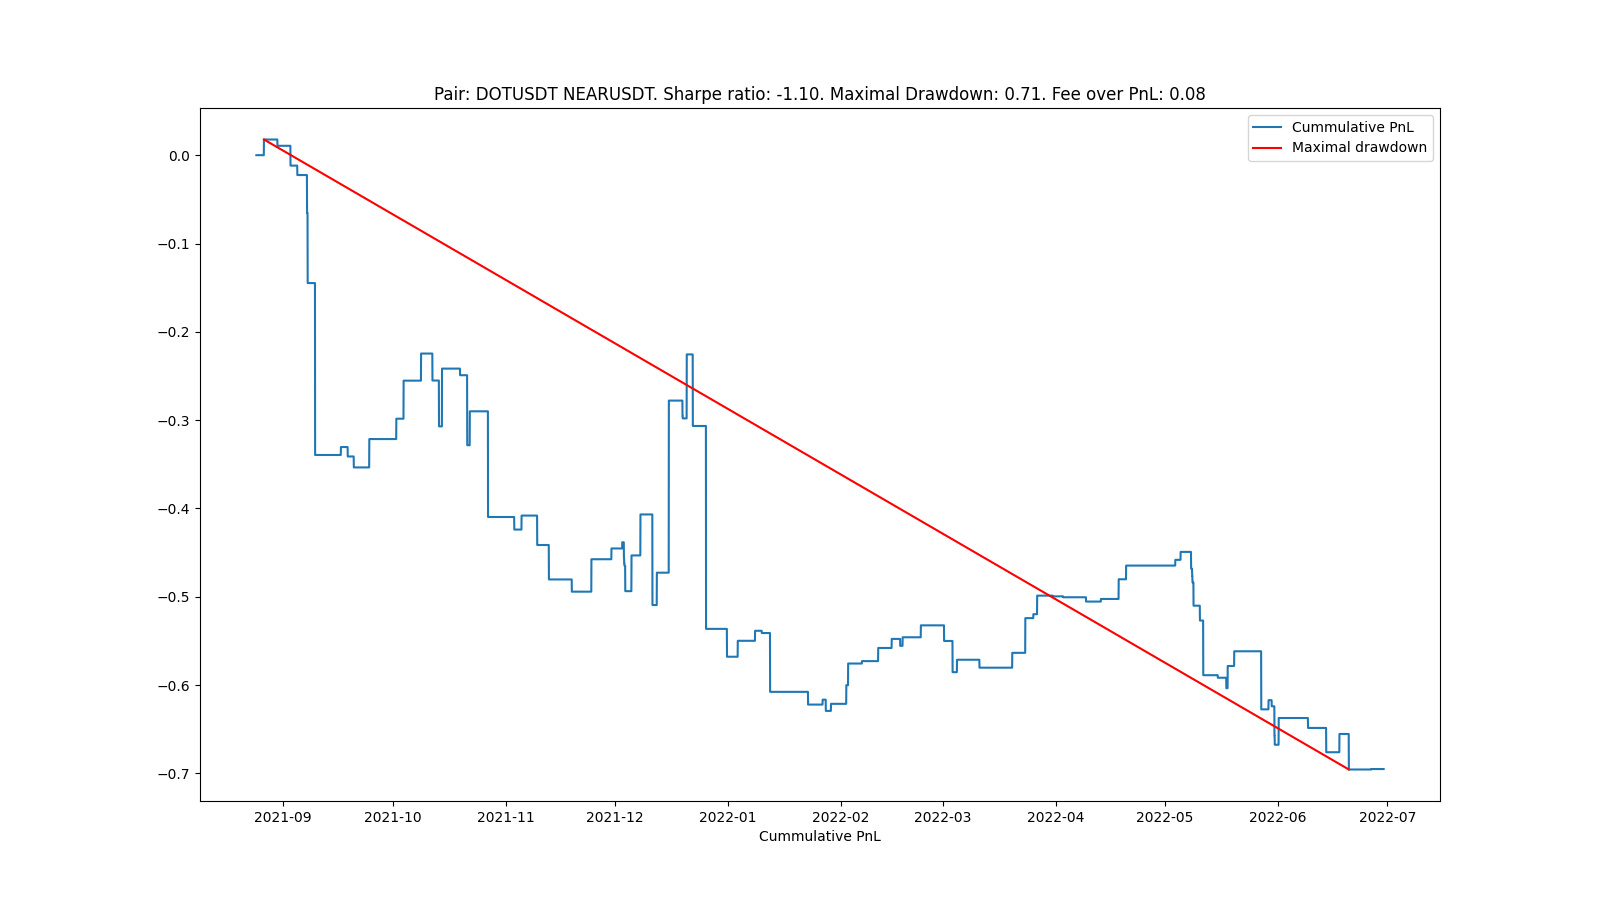 Pair: DOTUSDT NEARUSDT. Sharpe ratio: -1.10. Maximal Drawdown: 0.71. Fee over PnL: 0.08
Cummulative PnL
Maximal drawdown
0.0
−0.1
−0.2
−0.3
−0.4
−0.5
−0.6
−0.7
2021-09 2021-10 2021-11 2021-12 2022-01 2022-02 2022-03 2022-04 2022-05 2022-06 2022-07
Cummulative PnL